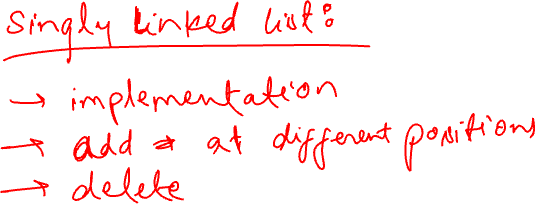 Singly Linked List:
→ implementation
→ add at different positions
→ delete